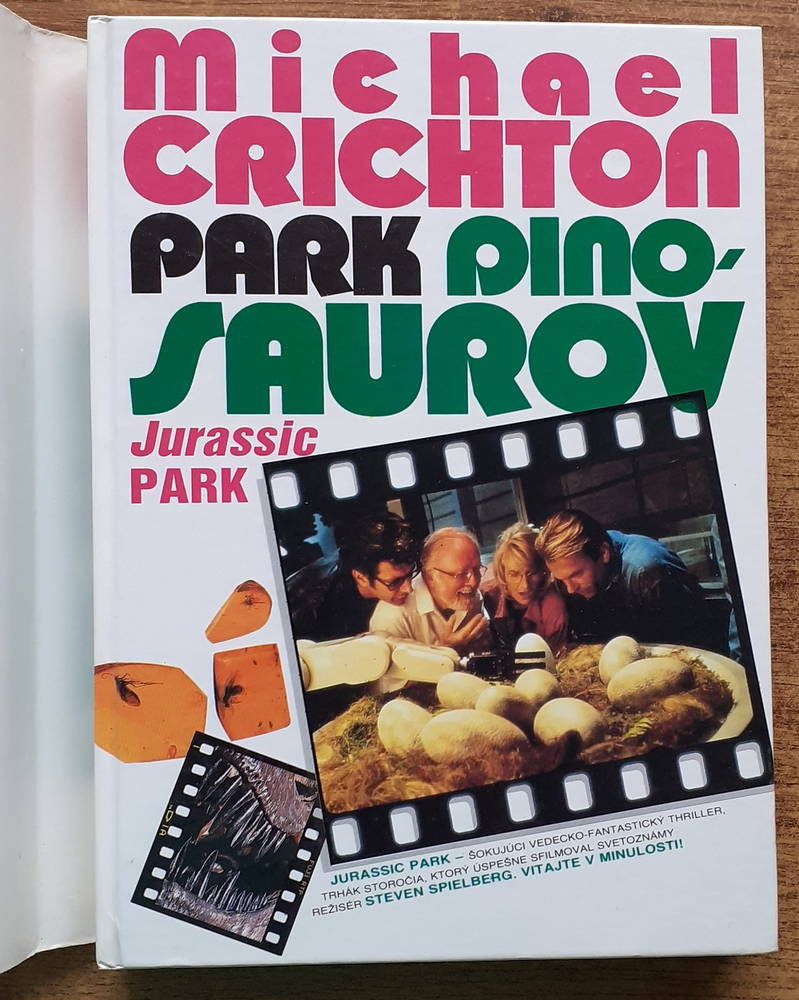 Michael
CRICHTON
PARK DINO-
SAUROV
Jurassic
PARK
JURASSIC PARK – ŠOKUJÚCI VEDECKO-FANTASTICKÝ THRILLER,
TRHÁK STOROČIA, KTORÝ ÚSPEŠNE SFILMOVAL SVETOZNÁMY
REŽISÉR STEVEN SPIELBERG. VITAJTE V MINULOSTI!